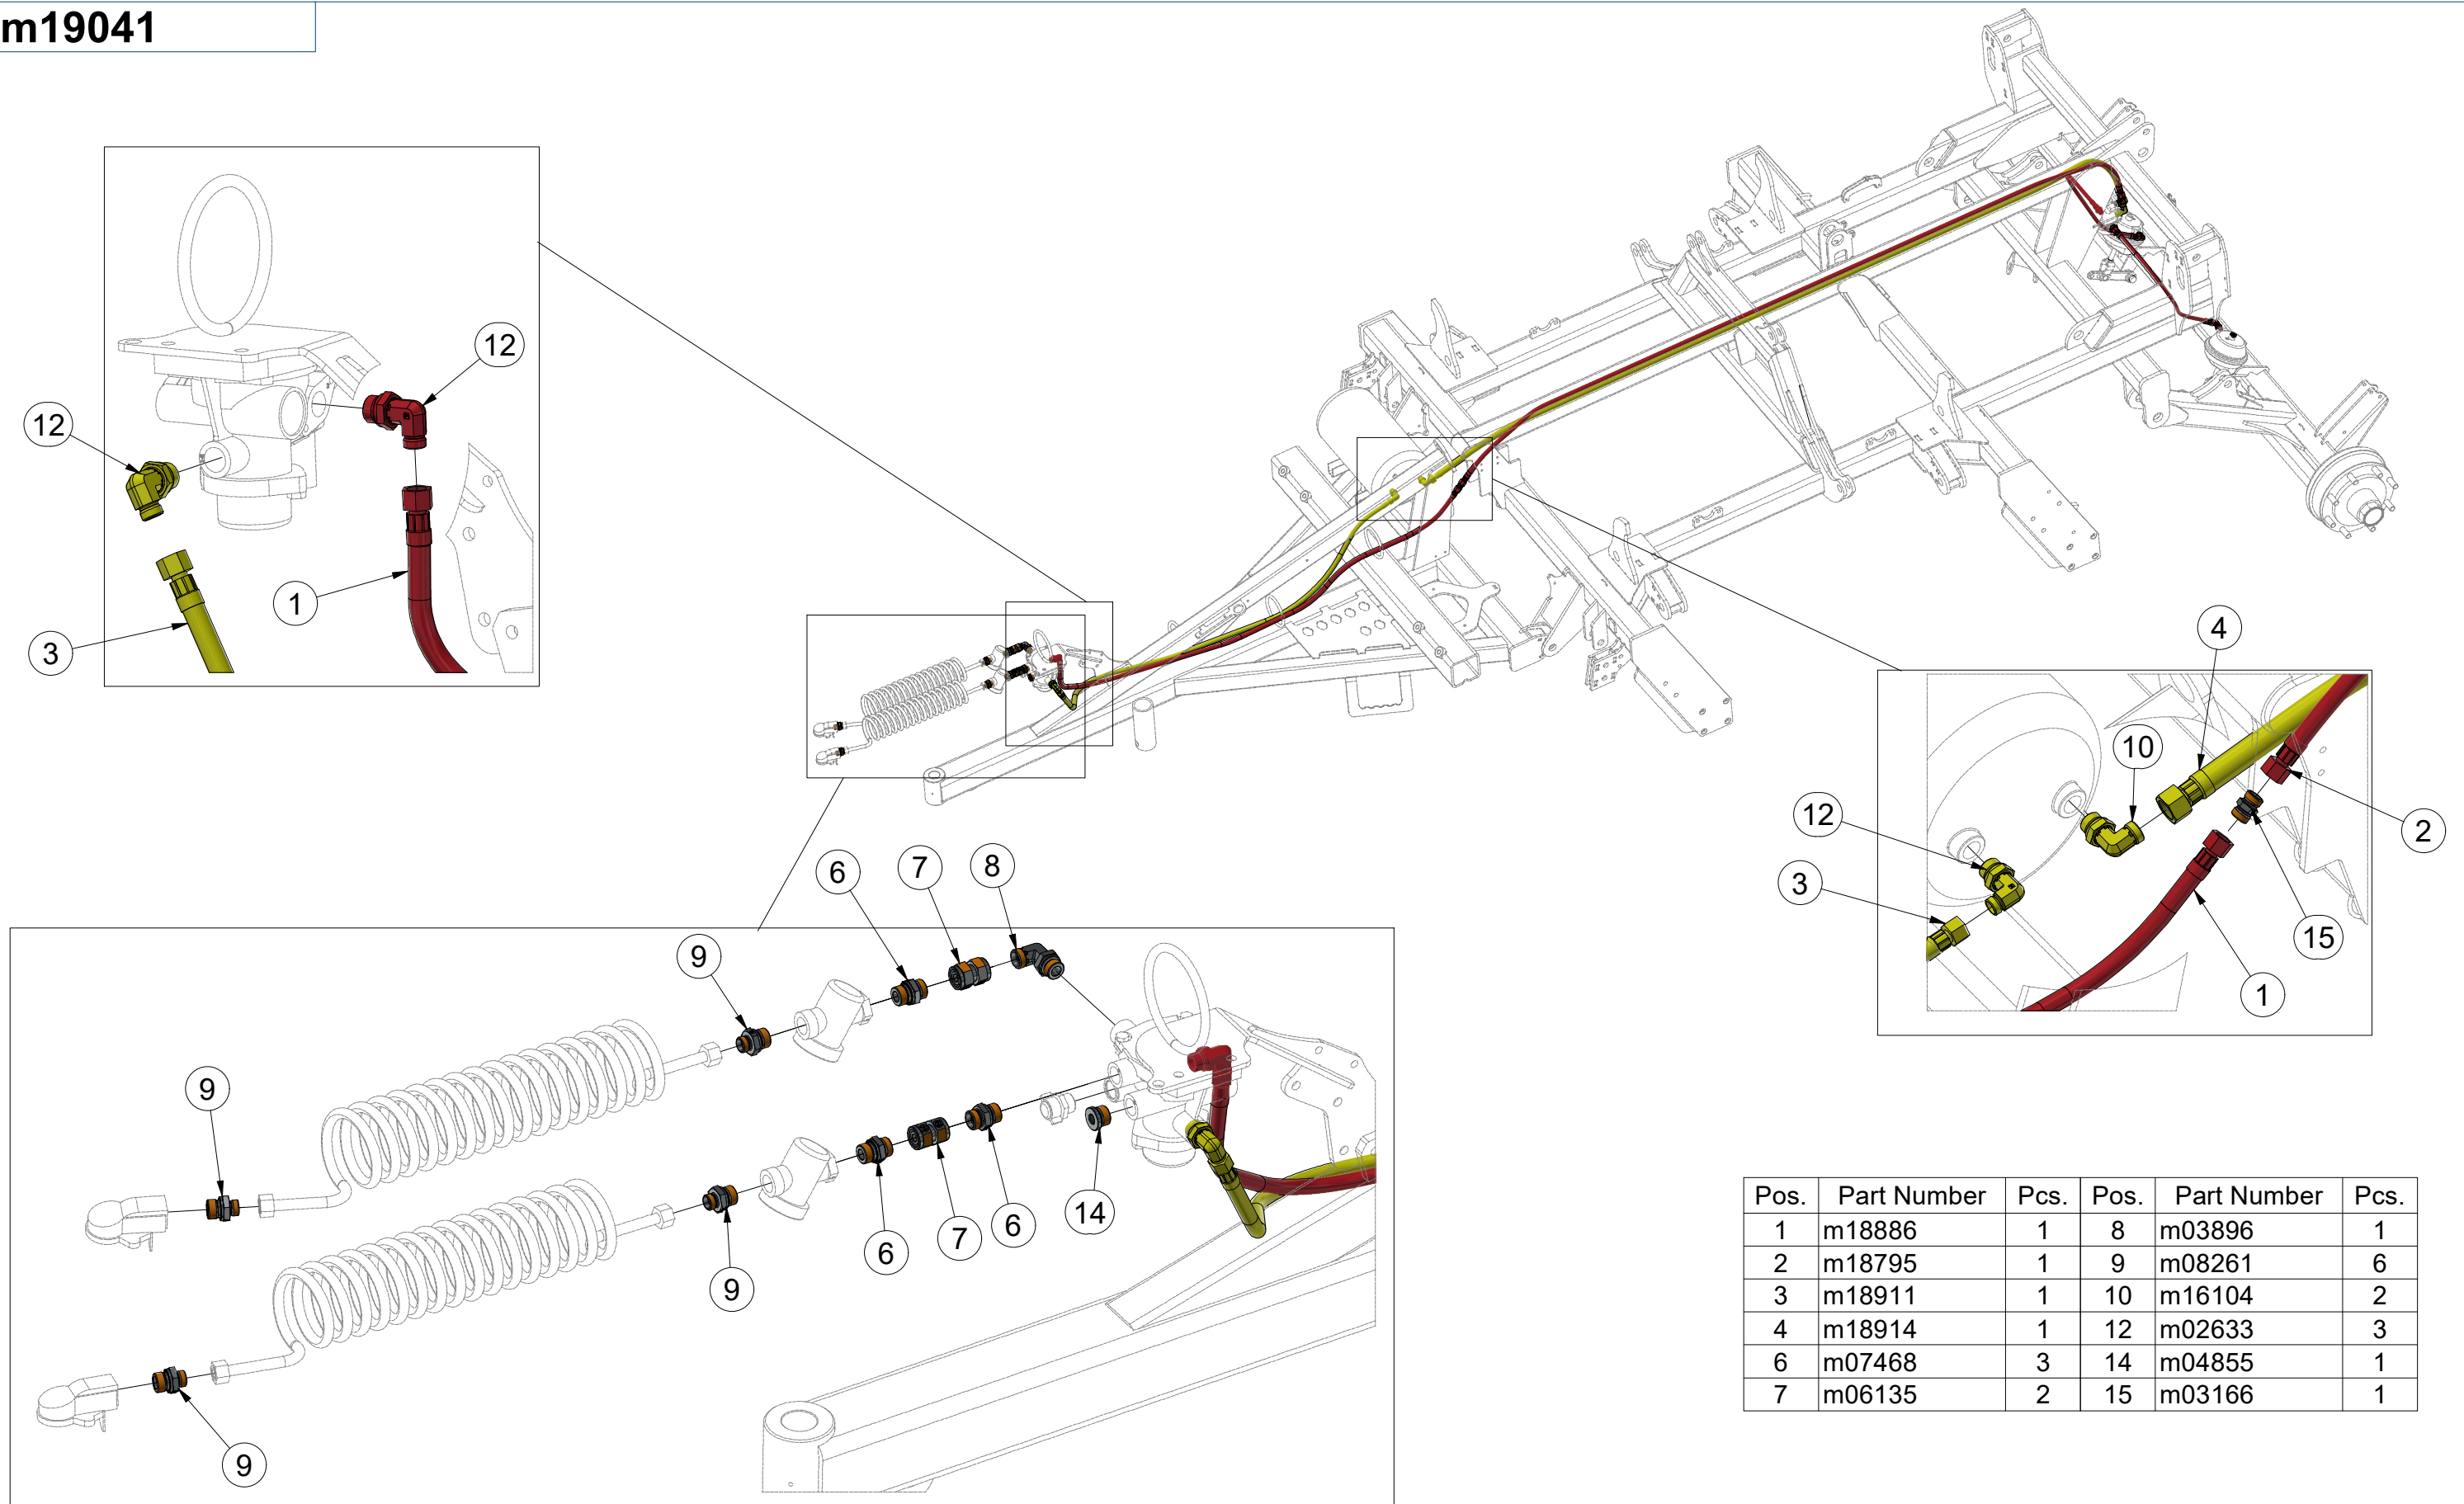 m19041
12
12
1
3
4
10
12
2
3
15
1
6
7
8
9
9
14
6
7
6
9
9
Pos. Part Number Pcs. Pos. Part Number Pcs.
1 m18886 1 8 m03896 1
2 m18795 1 9 m08261 6
3 m18911 1 10 m16104 2
4 m18914 1 12 m02633 3
6 m07468 3 14 m04855 1
7 m06135 2 15 m03166 1